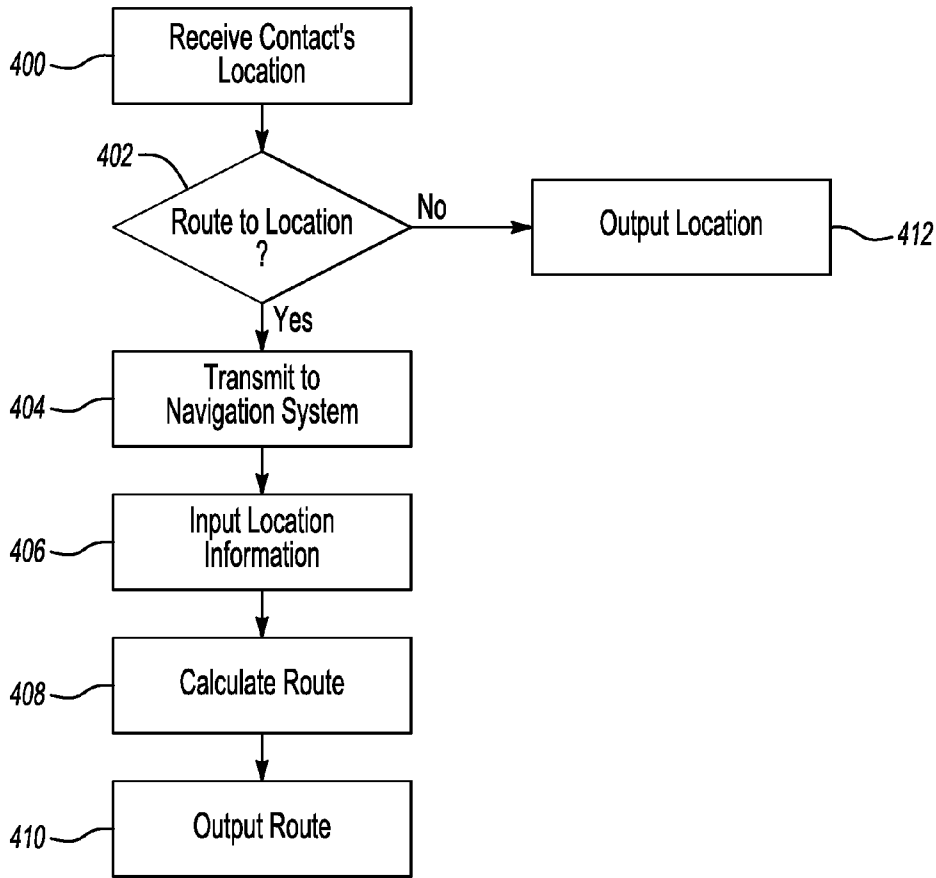 400
Receive Contact's
Location
402
Route to Location
?
No
Output Location
412
Yes
404
Transmit to
Navigation System
406
Input Location
Information
408
Calculate Route
410
Output Route